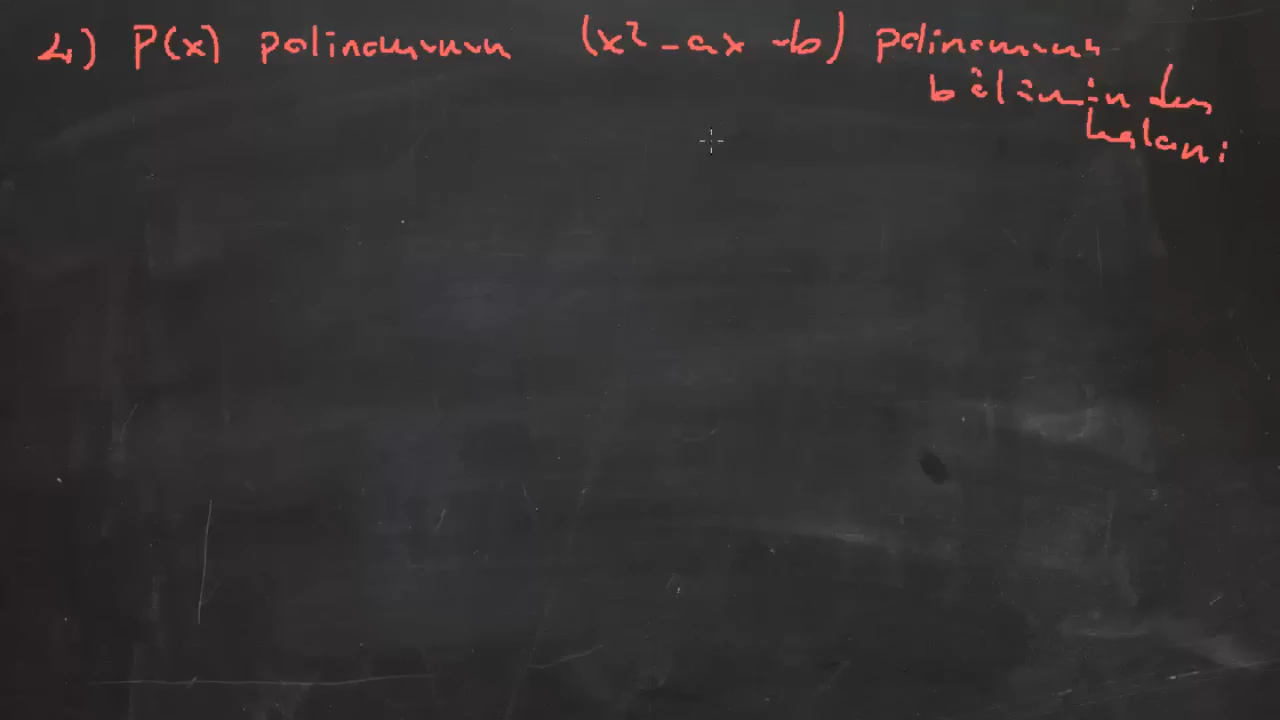 4) P(x) polinomunun (x² - ax - b) polinomuna
bölümünden
kalanı